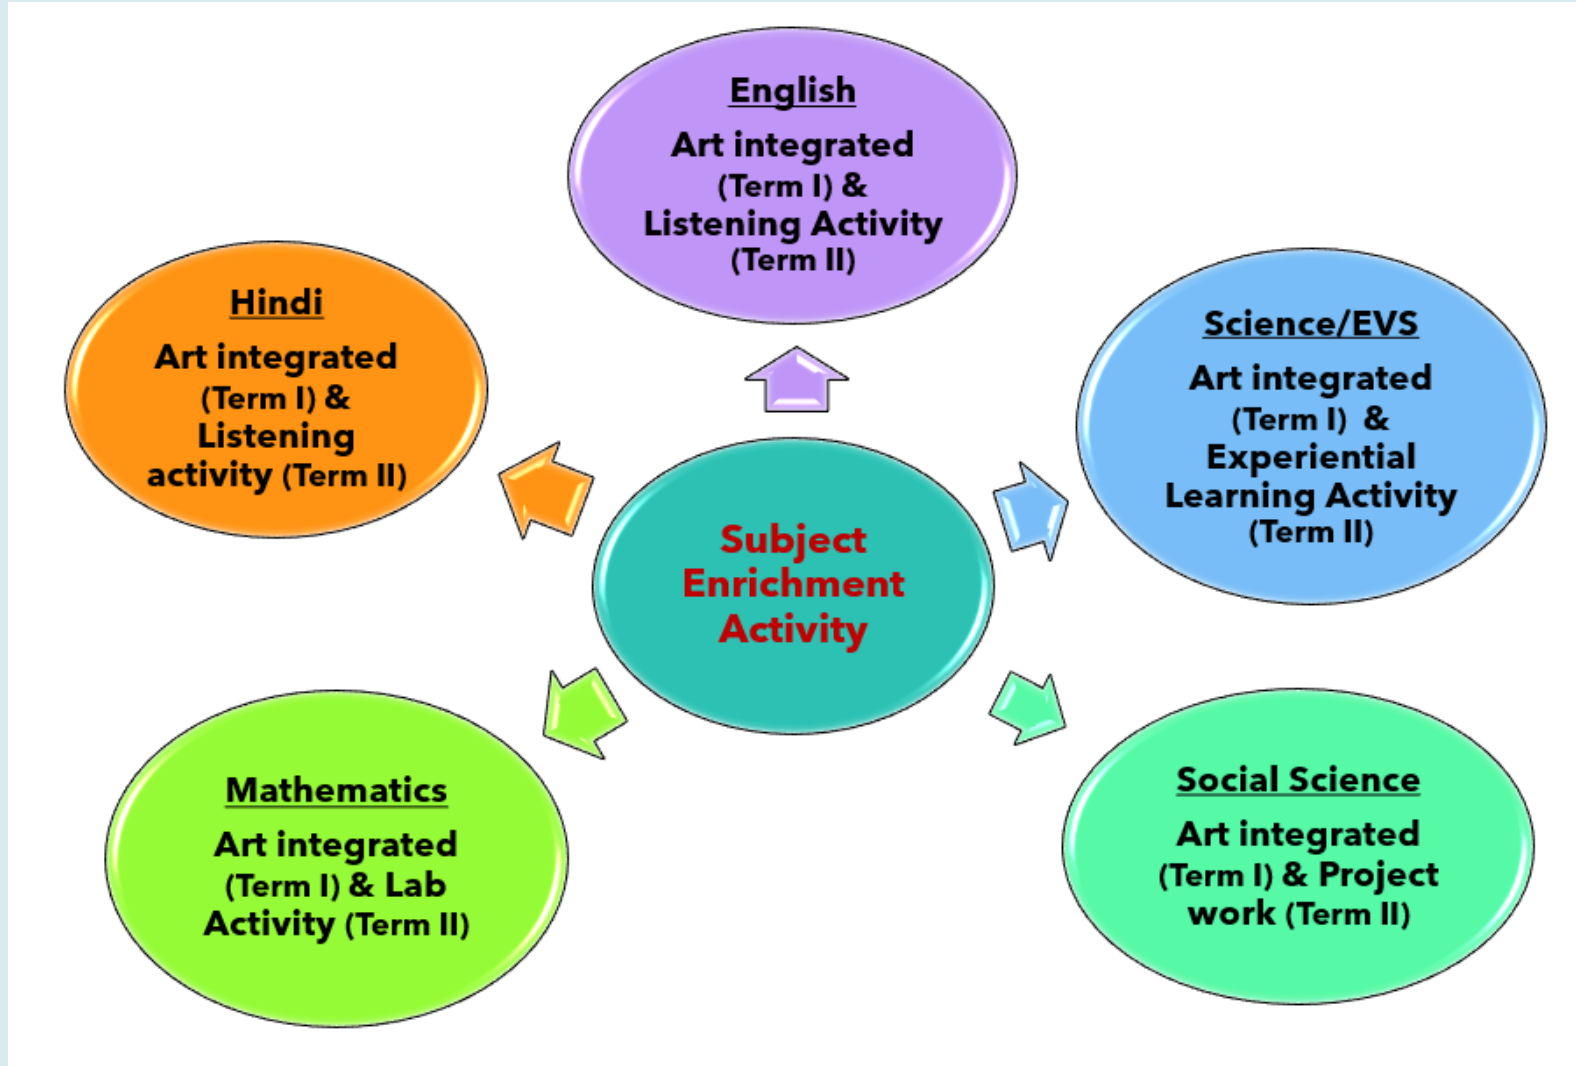 English
Art integrated
(Term I) &
Listening Activity
(Term II)
Hindi
Art integrated
(Term I) &
Listening
activity (Term II)
Science/EVS
Art integrated
(Term I) &
Experiential
Learning Activity
(Term II)
Subject
Enrichment
Activity
Mathematics
Art integrated
(Term I) & Lab
Activity (Term II)
Social Science
Art integrated
(Term I) & Project
work (Term II)